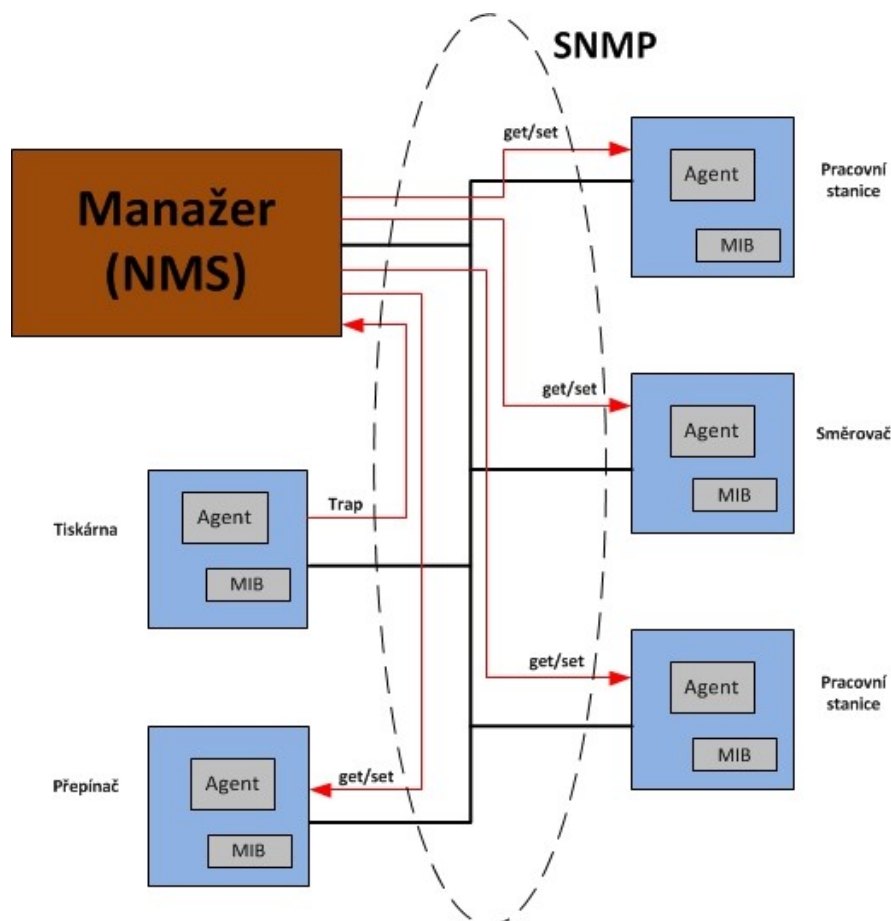 SNMP
Manažer
(NMS)
get/set
Agent
MIB
Pracovní
stanice
get/set
Agent
MIB
Směrovač
Tiskárna
Agent
MIB
Trap
get/set
Agent
MIB
Pracovní
stanice
Přepínač
Agent
MIB
get/set